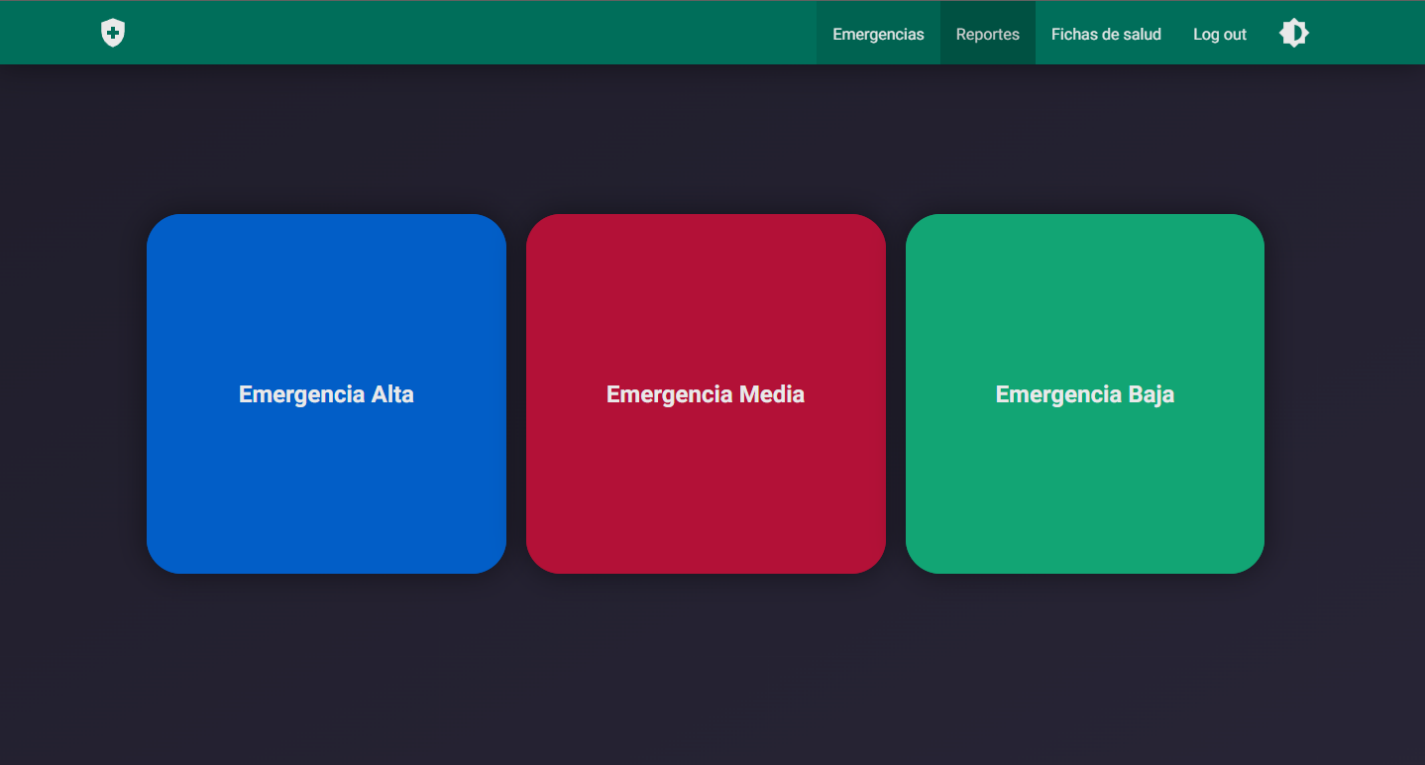 Emergencias Reportes Fichas de salud Log out
Emergencia Alta
Emergencia Media
Emergencia Baja